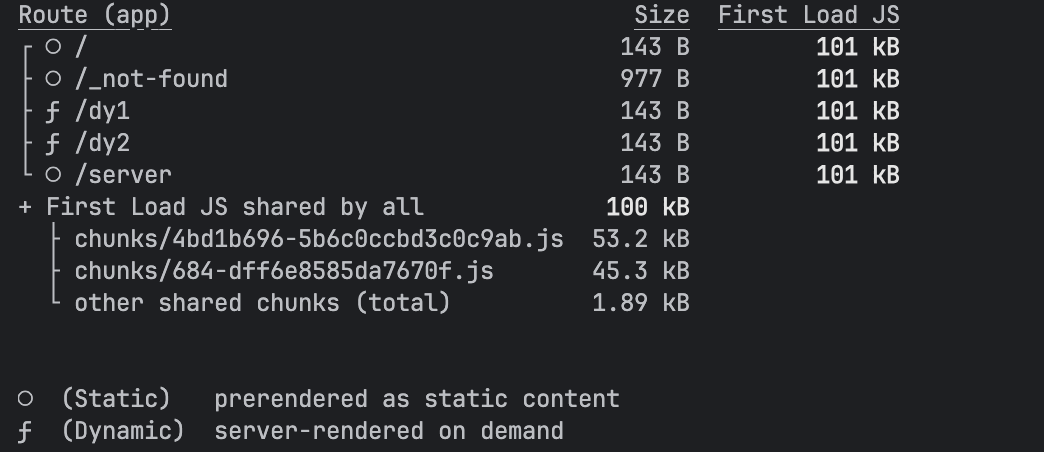 Route (app)                                 Size  First Load JS
┌ ○ /                                      143 B         101 kB
├ ○ /_not-found                            977 B         101 kB
├ ƒ /dy1                                   143 B         101 kB
├ ƒ /dy2                                   143 B         101 kB
└ ○ /server                                143 B         101 kB
+ First Load JS shared by all             100 kB
  ├ chunks/4bd1b696-5b6c0ccbd3c0c9ab.js  53.2 kB
  ├ chunks/684-dff6e8585da7670f.js       45.3 kB
  └ other shared chunks (total)          1.89 kB
○  (Static)   prerendered as static content
ƒ  (Dynamic)  server-rendered on demand